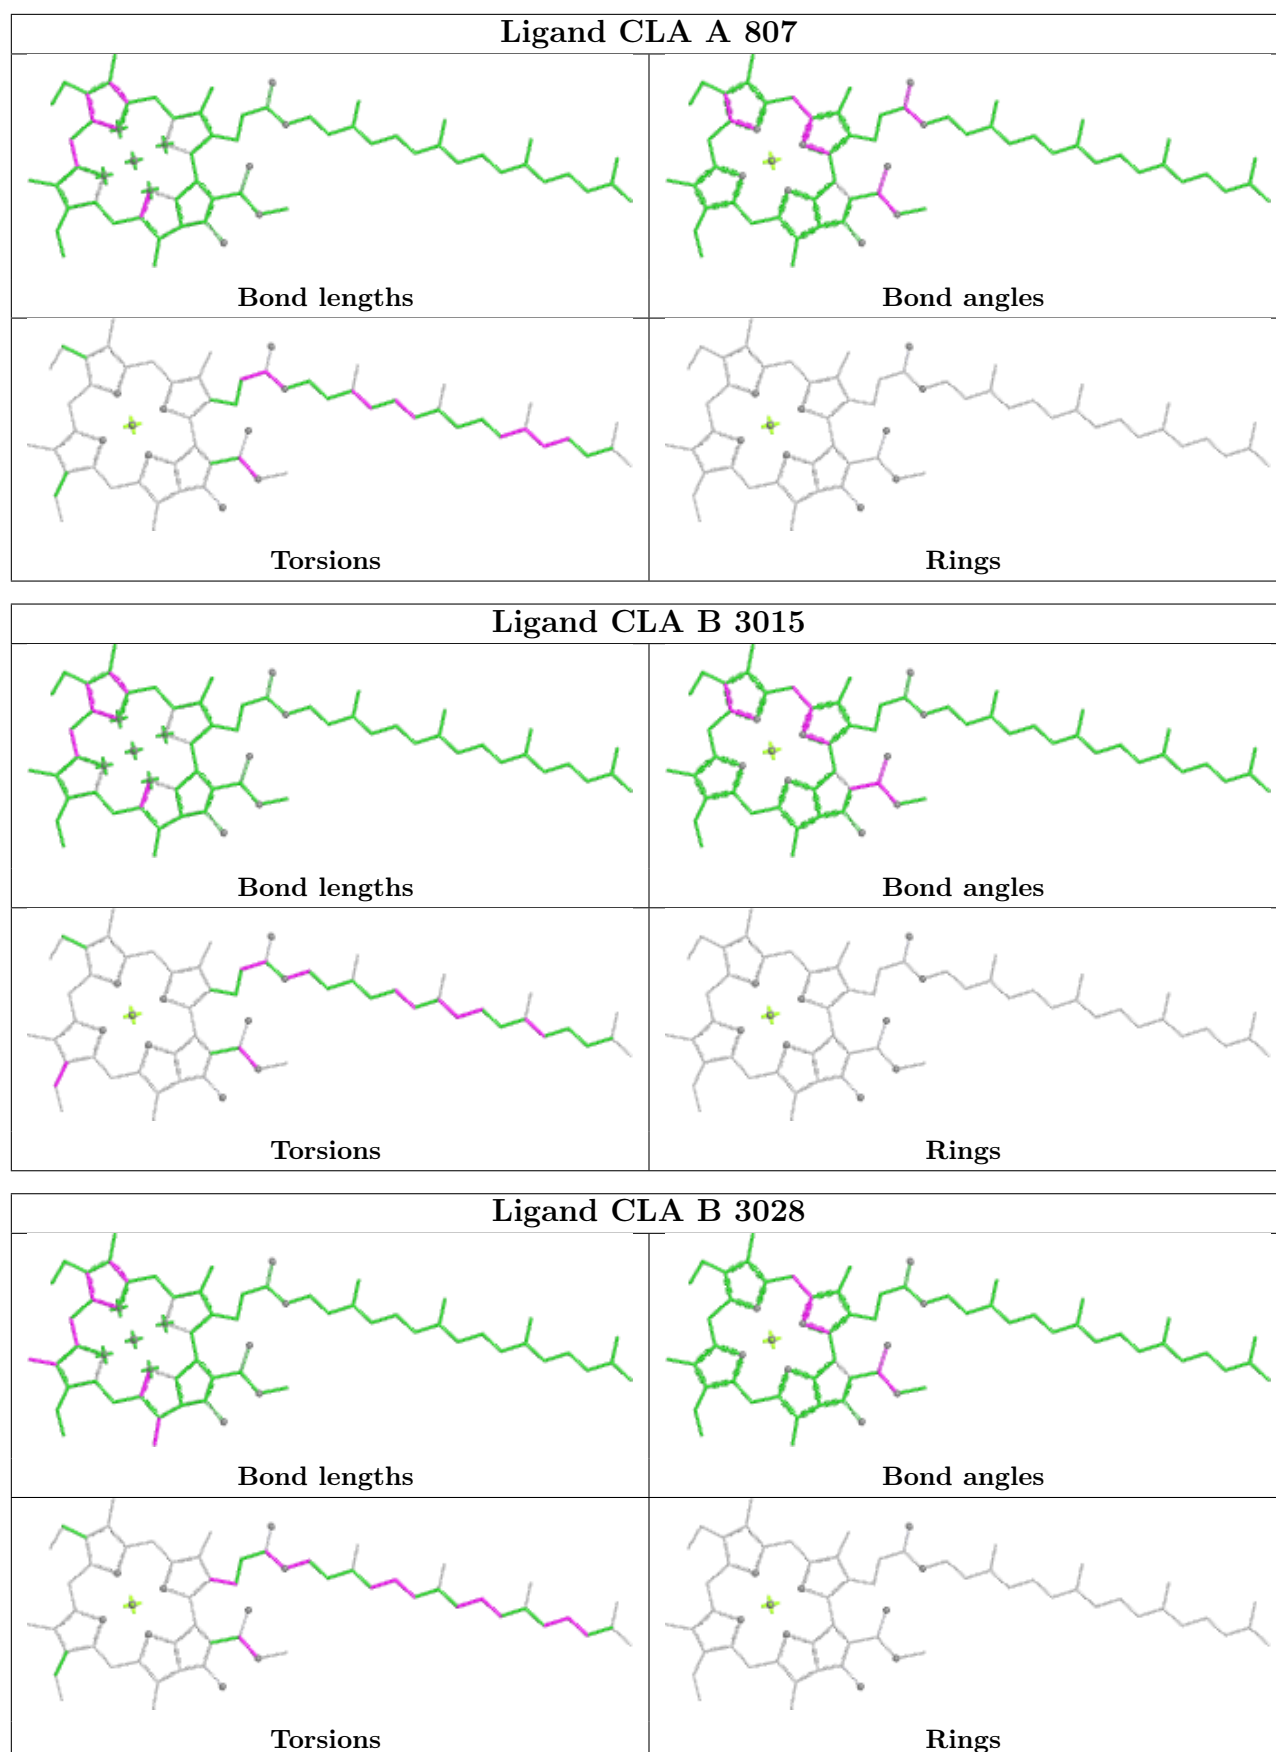 Ligand CLA A 807
Bond lengths
Bond angles
Torsions
Rings
Ligand CLA B 3015
Bond lengths
Bond angles
Torsions
Rings
Ligand CLA B 3028
Bond lengths
Bond angles
Torsions
Rings